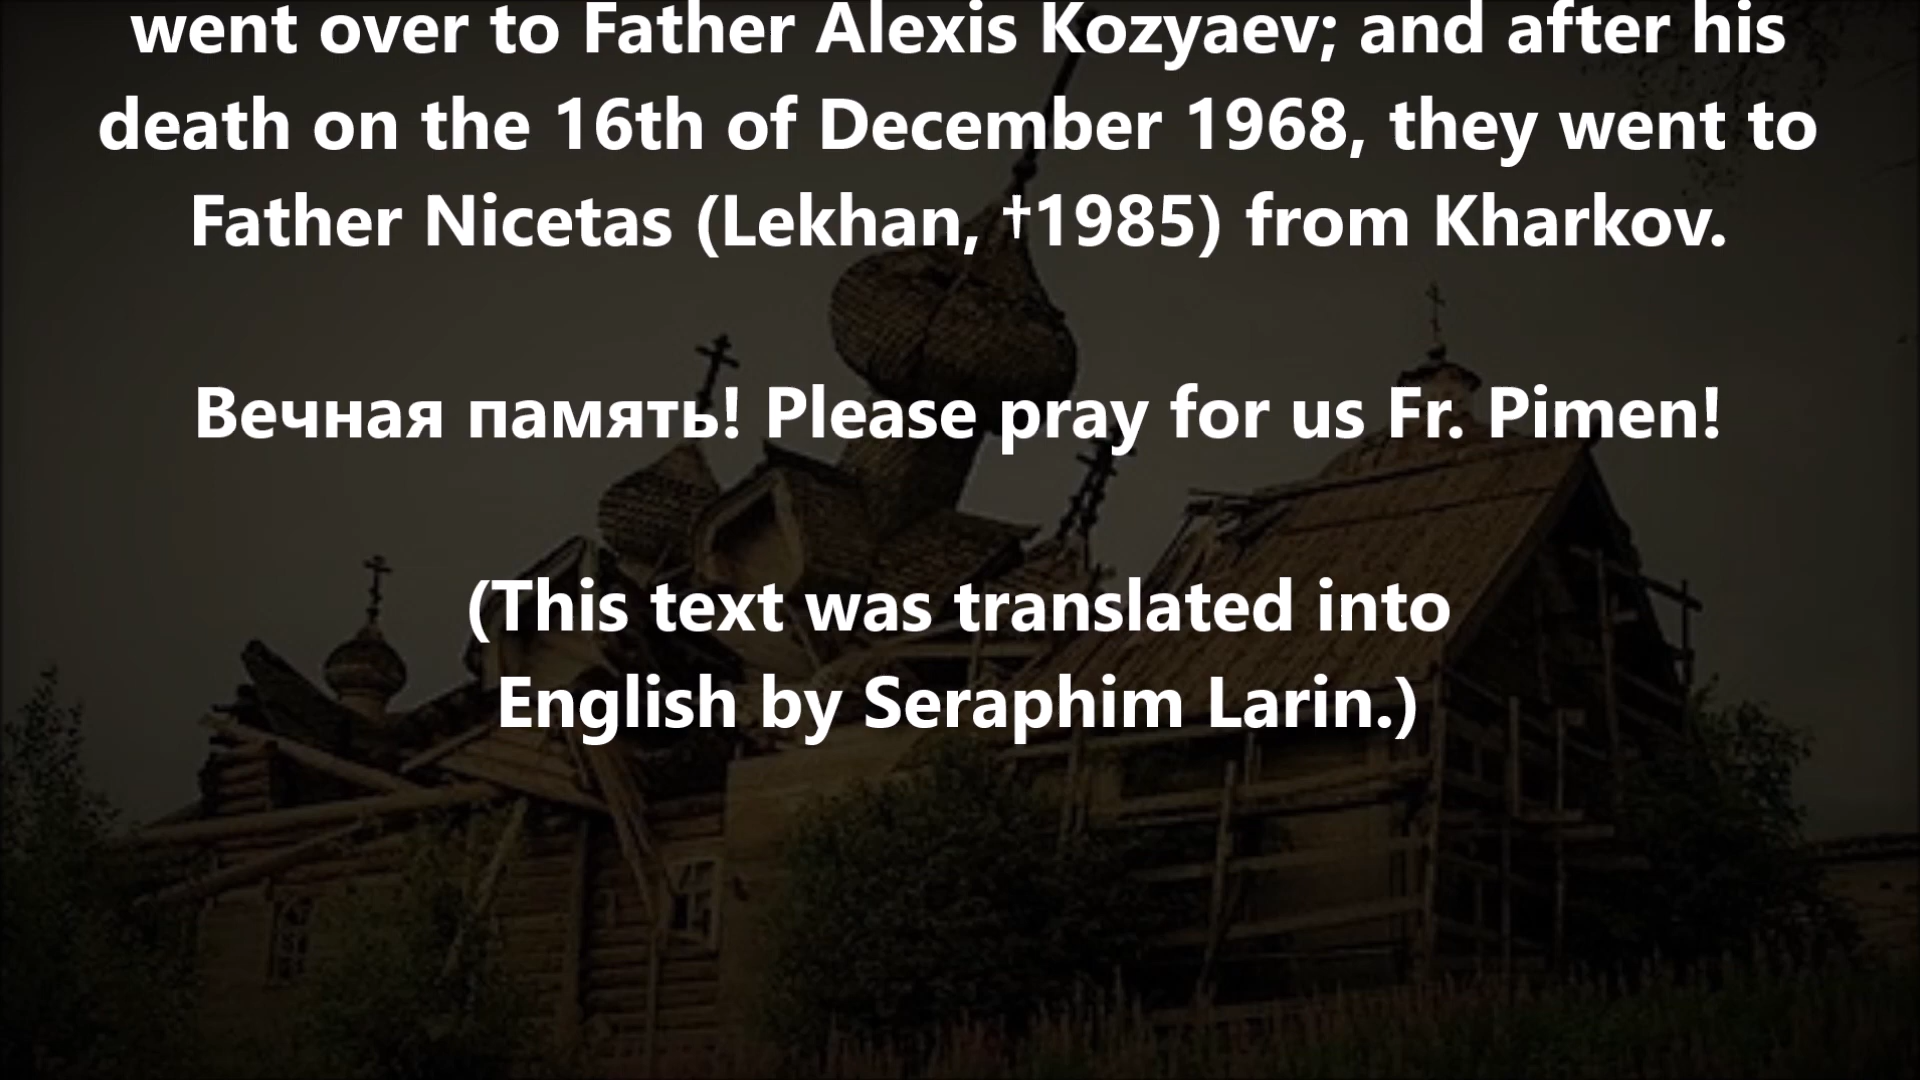 went over to Father Alexis Kozyaev; and after his
death on the 16th of December 1968, they went to
Father Nicetas (Lekhan, †1985) from Kharkov.
Вечная память! Please pray for us Fr. Pimen!
(This text was translated into
English by Seraphim Larin.)